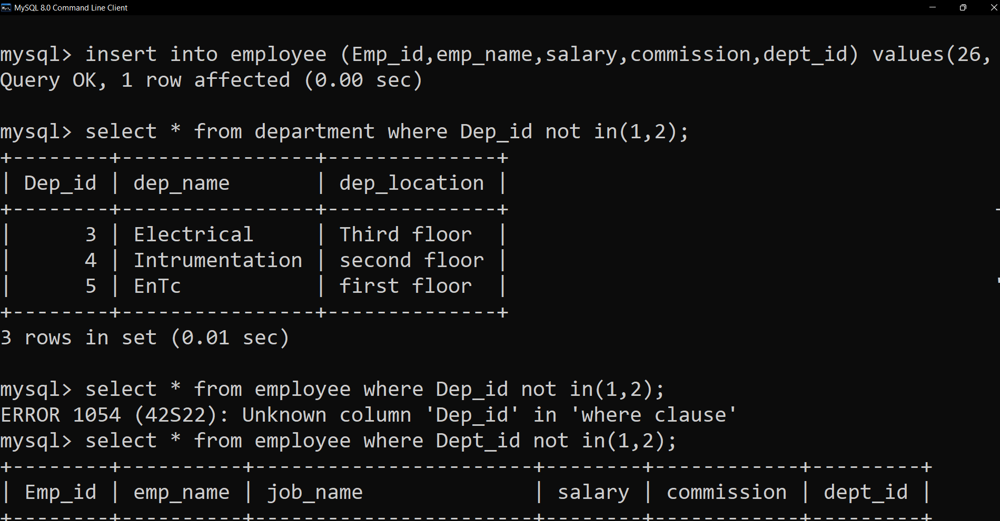 MySQL 8.0 Command Line Client
mysql> insert into employee (Emp_id,emp_name,salary,commission,dept_id) values(26,
Query OK, 1 row affected (0.00 sec)
mysql> select * from department where Dep_id not in(1,2);
+--------+----------------+--------------+
| Dep_id | dep_name       | dep_location |
+--------+----------------+--------------+
|      3 | Electrical     | Third floor  |
|      4 | Intrumentation | second floor |
|      5 | EnTc           | first floor  |
+--------+----------------+--------------+
3 rows in set (0.01 sec)
mysql> select * from employee where Dep_id not in(1,2);
ERROR 1054 (42S22): Unknown column 'Dep_id' in 'where clause'
mysql> select * from employee where Dept_id not in(1,2);
+--------+----------+-----------------------+--------+------------+---------+
| Emp_id | emp_name | job_name              | salary | commission | dept_id |
+--------+----------+-----------------------+--------+------------+---------+